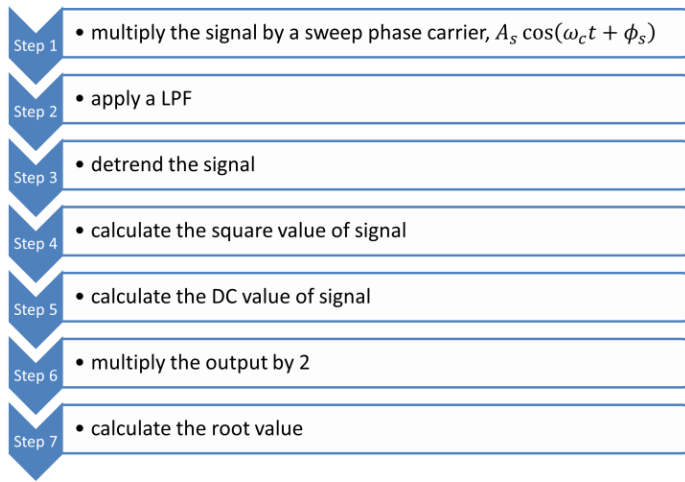 Step 1 • multiply the signal by a sweep phase carrier, A_s cos(ω_c t + ϕ_s)
Step 2 • apply a LPF
Step 3 • detrend the signal
Step 4 • calculate the square value of signal
Step 5 • calculate the DC value of signal
Step 6 • multiply the output by 2
Step 7 • calculate the root value